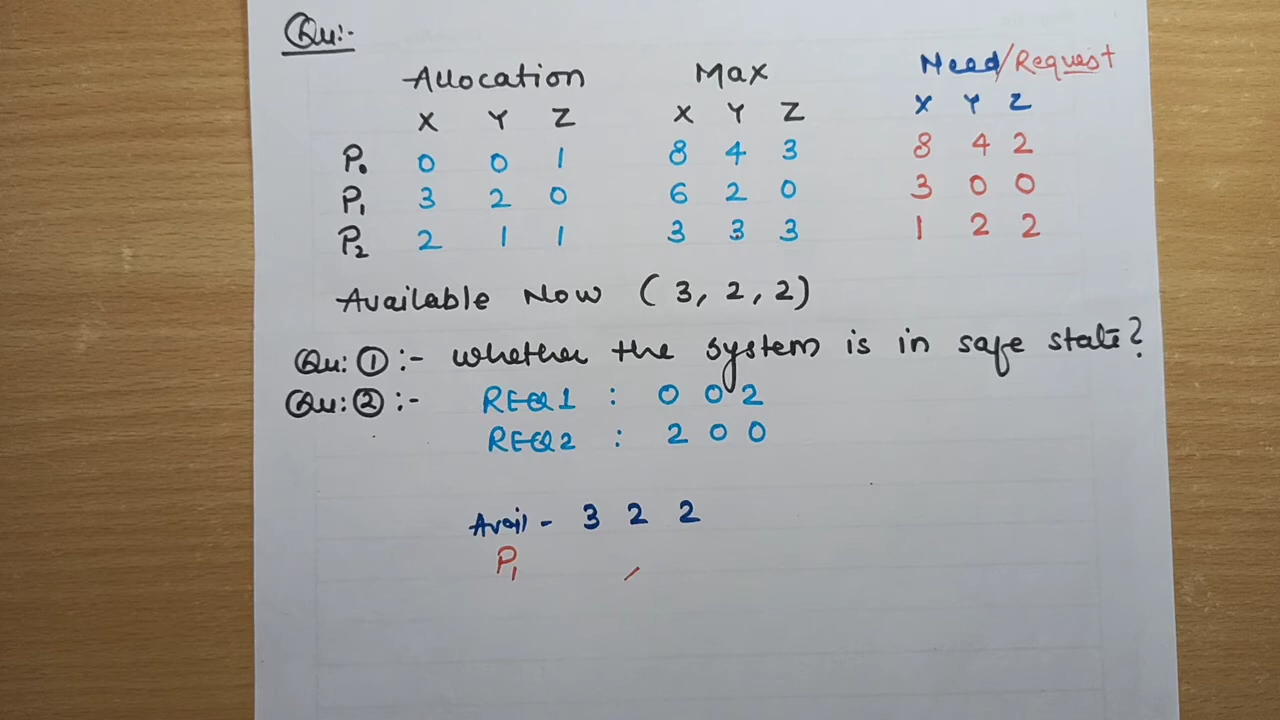 Qu:-
Allocation Max Need/Request
X Y Z X Y Z X Y Z
P0 0 0 1 8 4 3 8 4 2
P1 3 2 0 6 2 0 3 0 0
P2 2 1 1 3 3 3 1 2 2
Available Now (3, 2, 2)
Qu: ① :- whether the system is in safe state?
Qu: ② :- REQ1 : 0 0 2
REQ2 : 2 0 0
Avail - 3 2 2
P1